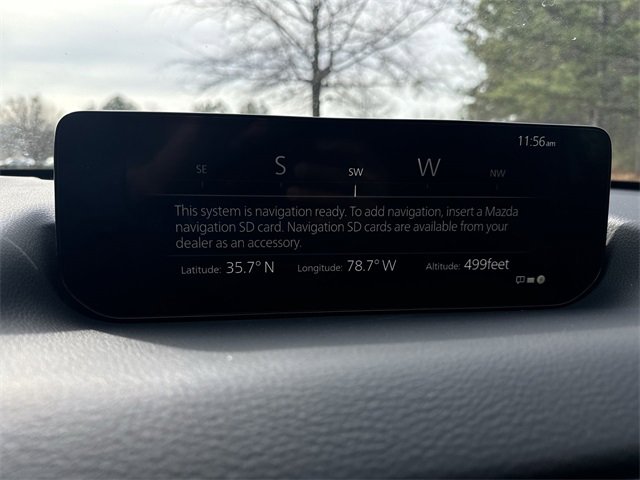 11:56am
SE S SW W NW
This system is navigation ready. To add navigation, insert a Mazda
navigation SD card. Navigation SD cards are available from your
dealer as an accessory.
Latitude: 35.7° N Longitude: 78.7° W Altitude: 499feet